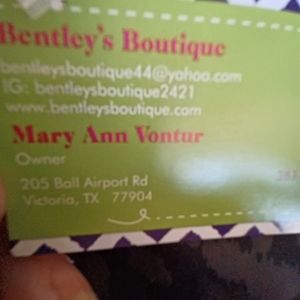 Bentley's Boutique
bentleysboutique44@yahoo.com
IG: bentleysboutique2421
www.bentleysboutique.com
Mary Ann Vontur
Owner
205 Ball Airport Rd
Victoria, TX 77904